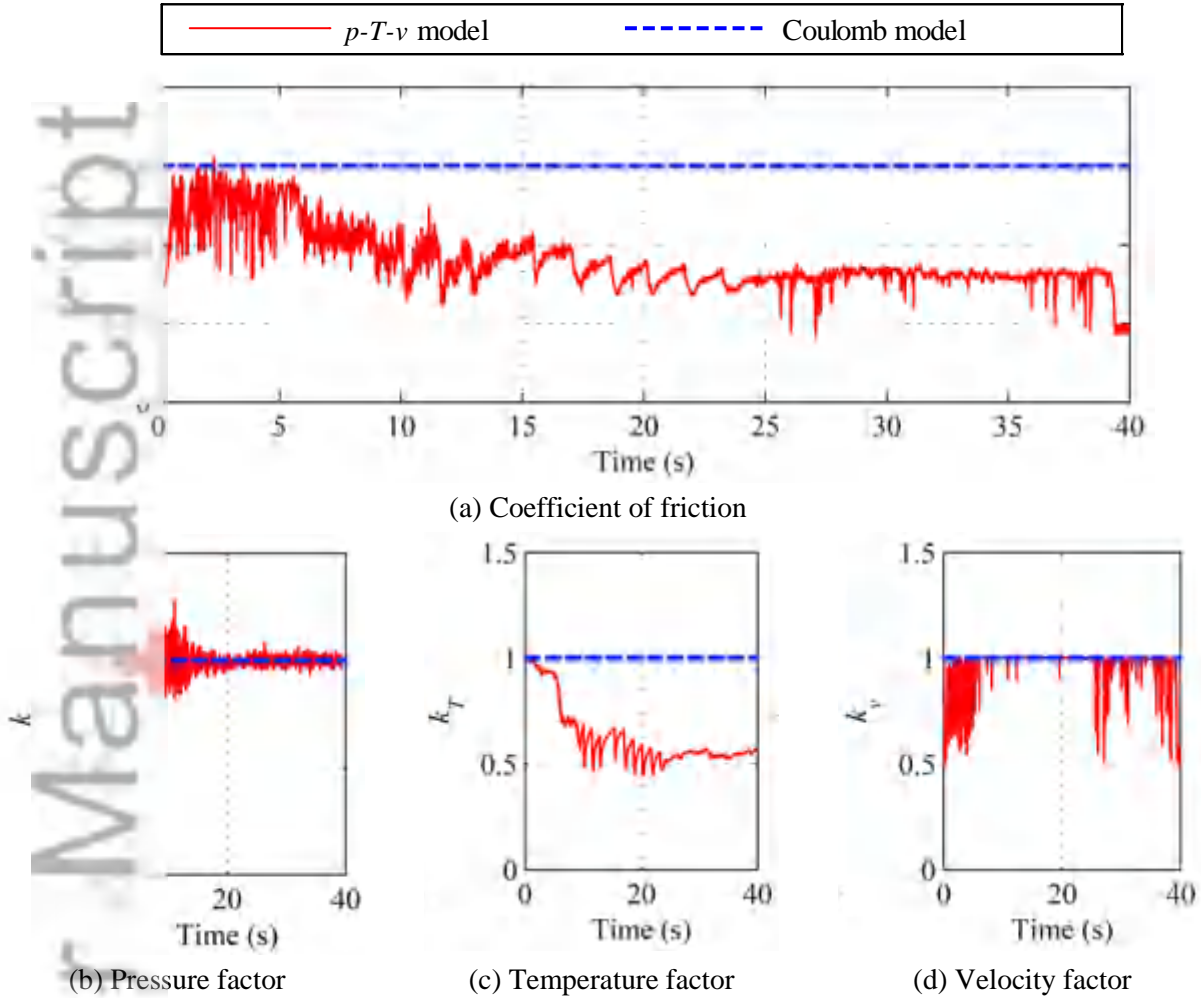 p-T-v model Coulomb model
0 5 10 15 20 25 30 35 40
Time (s)
(a) Coefficient of friction
r Manuscript
k
20 40
Time (s)
(b) Pressure factor
1.5
1
0.5
0
k_T
0 20 40
Time (s)
(c) Temperature factor
1.5
1
0.5
0
k_v
0 20 40
Time (s)
(d) Velocity factor